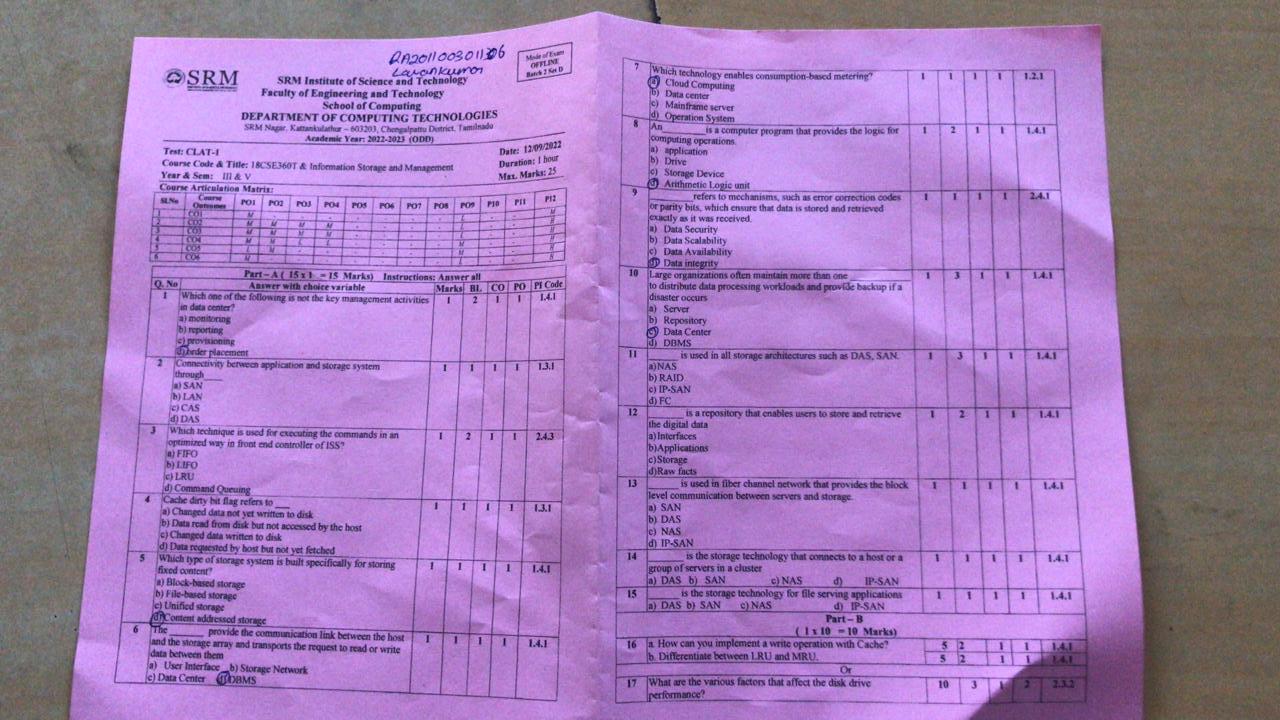 RA2011003011306
Lavankumar
Mode of Exam
OFFLINE
Batch 2 Set D
SRM
SRM Institute of Science and Technology
Faculty of Engineering and Technology
School of Computing
DEPARTMENT OF COMPUTING TECHNOLOGIES
SRM Nagar, Kattankulathur – 603203, Chengalpattu District, Tamilnadu
Academic Year: 2022-2023 (ODD)
Test: CLAT-1 Date: 12/09/2022
Course Code & Title: 18CSE360T & Information Storage and Management Duration: 1 hour
Year & Sem: III & V Max. Marks: 25
Course Articulation Matrix:
Sl.No Course Outcomes PO1 PO2 PO3 PO4 PO5 PO6 PO7 PO8 PO9 P10 P11 P12
1 CO1
2 CO2
3 CO3
4 CO4
5 CO5
6 CO6
Part – A ( 15 x 1 = 15 Marks) Instructions: Answer all
Q. No Answer with choice variable Marks BL CO PO PI Code
1 Which one of the following is not the key management activities 1 2 1 1 1.4.1
in data center?
a) monitoring
b) reporting
c) provisioning
d) order placement
2 Connectivity between application and storage system 1 1 1 1 1.3.1
through____
a) SAN
b) LAN
c) CAS
d) DAS
3 Which technique is used for executing the commands in an 1 2 1 1 2.4.3
optimized way in front end controller of ISS?
a) FIFO
b) LIFO
c) LRU
d) Command Queuing
4 Cache dirty bit flag refers to ___ 1 1 1 1 1.3.1
a) Changed data not yet written to disk
b) Data read from disk but not accessed by the host
c) Changed data written to disk
d) Data requested by host but not yet fetched
5 Which type of storage system is built specifically for storing 1 1 1 1 1.4.1
fixed content?
a) Block-based storage
b) File-based storage
c) Unified storage
d) Content addressed storage
6 The _______ provide the communication link between the host 1 1 1 1 1.4.1
and the storage array and transports the request to read or write
data between them
a) User Interface b) Storage Network
c) Data Center d) DBMS
7 Which technology enables consumption-based metering? 1 1 1 1 1.2.1
a) Cloud Computing
b) Data center
c) Mainframe server
d) Operation System
8 An________ is a computer program that provides the logic for 1 2 1 1 1.4.1
computing operations.
a) application
b) Drive
c) Storage Device
d) Arithmetic Logic unit
9 ________refers to mechanisms, such as error correction codes 1 1 1 1 2.4.1
or parity bits, which ensure that data is stored and retrieved
exactly as it was received.
a) Data Security
b) Data Scalability
c) Data Availability
d) Data integrity
10 Large organizations often maintain more than one ________ 1 3 1 1 1.4.1
to distribute data processing workloads and provide backup if a
disaster occurs
a) Server
b) Repository
c) Data Center
d) DBMS
11 ______ is used in all storage architectures such as DAS, SAN. 1 3 1 1 1.4.1
a)NAS
b) RAID
c) IP-SAN
d) FC
12 _______ is a repository that enables users to store and retrieve 1 2 1 1 1.4.1
the digital data
a)Interfaces
b)Applications
c)Storage
d)Raw facts
13 ______ is used in fiber channel network that provides the block 1 1 1 1 1.4.1
level communication between servers and storage.
a) SAN
b) DAS
c) NAS
d) IP-SAN
14 _______ is the storage technology that connects to a host or a 1 1 1 1 1.4.1
group of servers in a cluster
a) DAS b) SAN c) NAS d) IP-SAN
15 ______ is the storage technology for file serving applications 1 1 1 1 1.4.1
a) DAS b) SAN c) NAS d) IP-SAN
Part – B
( 1 x 10 = 10 Marks)
16 a. How can you implement a write operation with Cache? 5 2 1 1 1.4.1
b. Differentiate between LRU and MRU. 5 2 1 1 1.4.1
Or
17 What are the various factors that affect the disk drive 10 3 1 2 2.3.2
performance?